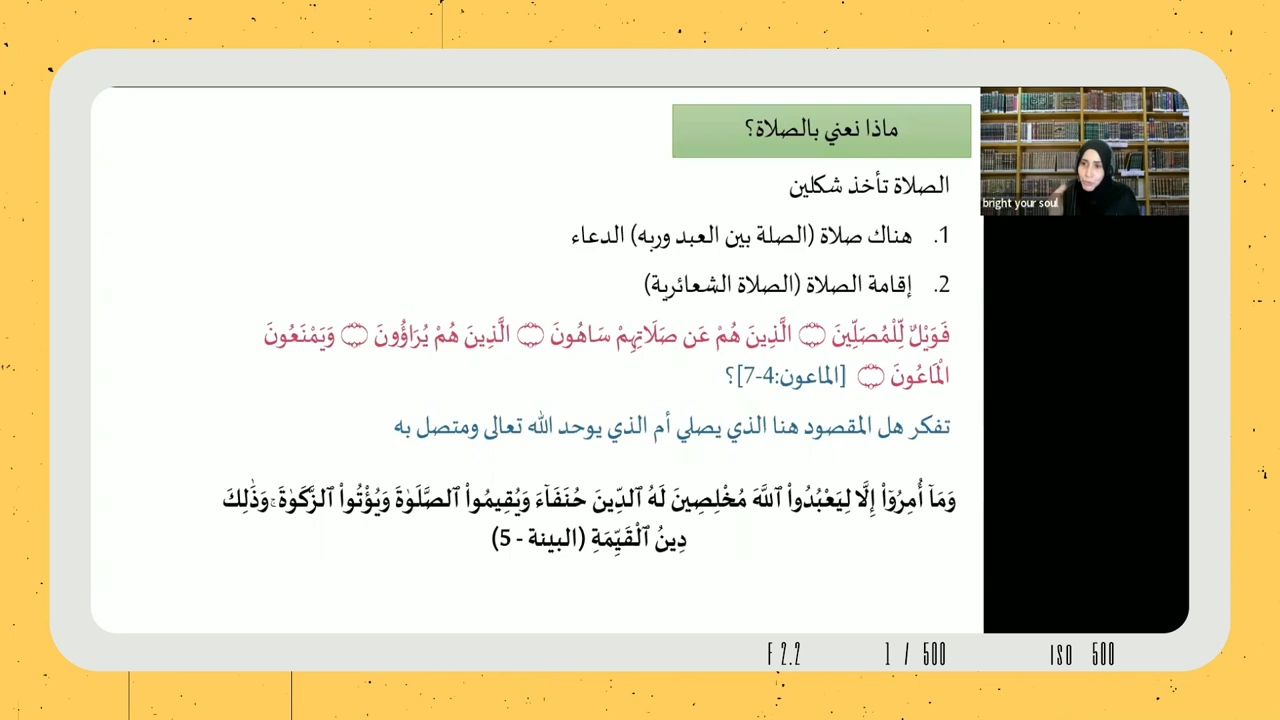 ماذا نعني بالصلاة؟
الصلاة تأخذ شكلين
1. هناك صلاة (الصلة بين العبد وربه) الدعاء
2. إقامة الصلاة (الصلاة الشعائرية)
فَوَيْلٌ لِّلْمُصَلِّينَ ۝ الَّذِينَ هُمْ عَن صَلَاتِهِمْ سَاهُونَ ۝ الَّذِينَ هُمْ يُرَاؤُونَ ۝ وَيَمْنَعُونَ
الْمَاعُونَ ۝ [الماعون:4-7]؟
تفكر هل المقصود هنا الذي يصلي أم الذي يوحد الله تعالى ومتصل به
وَمَآ أُمِرُوٓا۟ إِلَّا لِيَعْبُدُوا۟ ٱللَّهَ مُخْلِصِينَ لَهُ ٱلدِّينَ حُنَفَآءَ وَيُقِيمُوا۟ ٱلصَّلَوٰةَ وَيُؤْتُوا۟ ٱلزَّكَوٰةَ ۚ وَذَٰلِكَ
دِينُ ٱلْقَيِّمَةِ (البينة - 5)
bright your soul
F 2.2 1 / 500 ISO 500